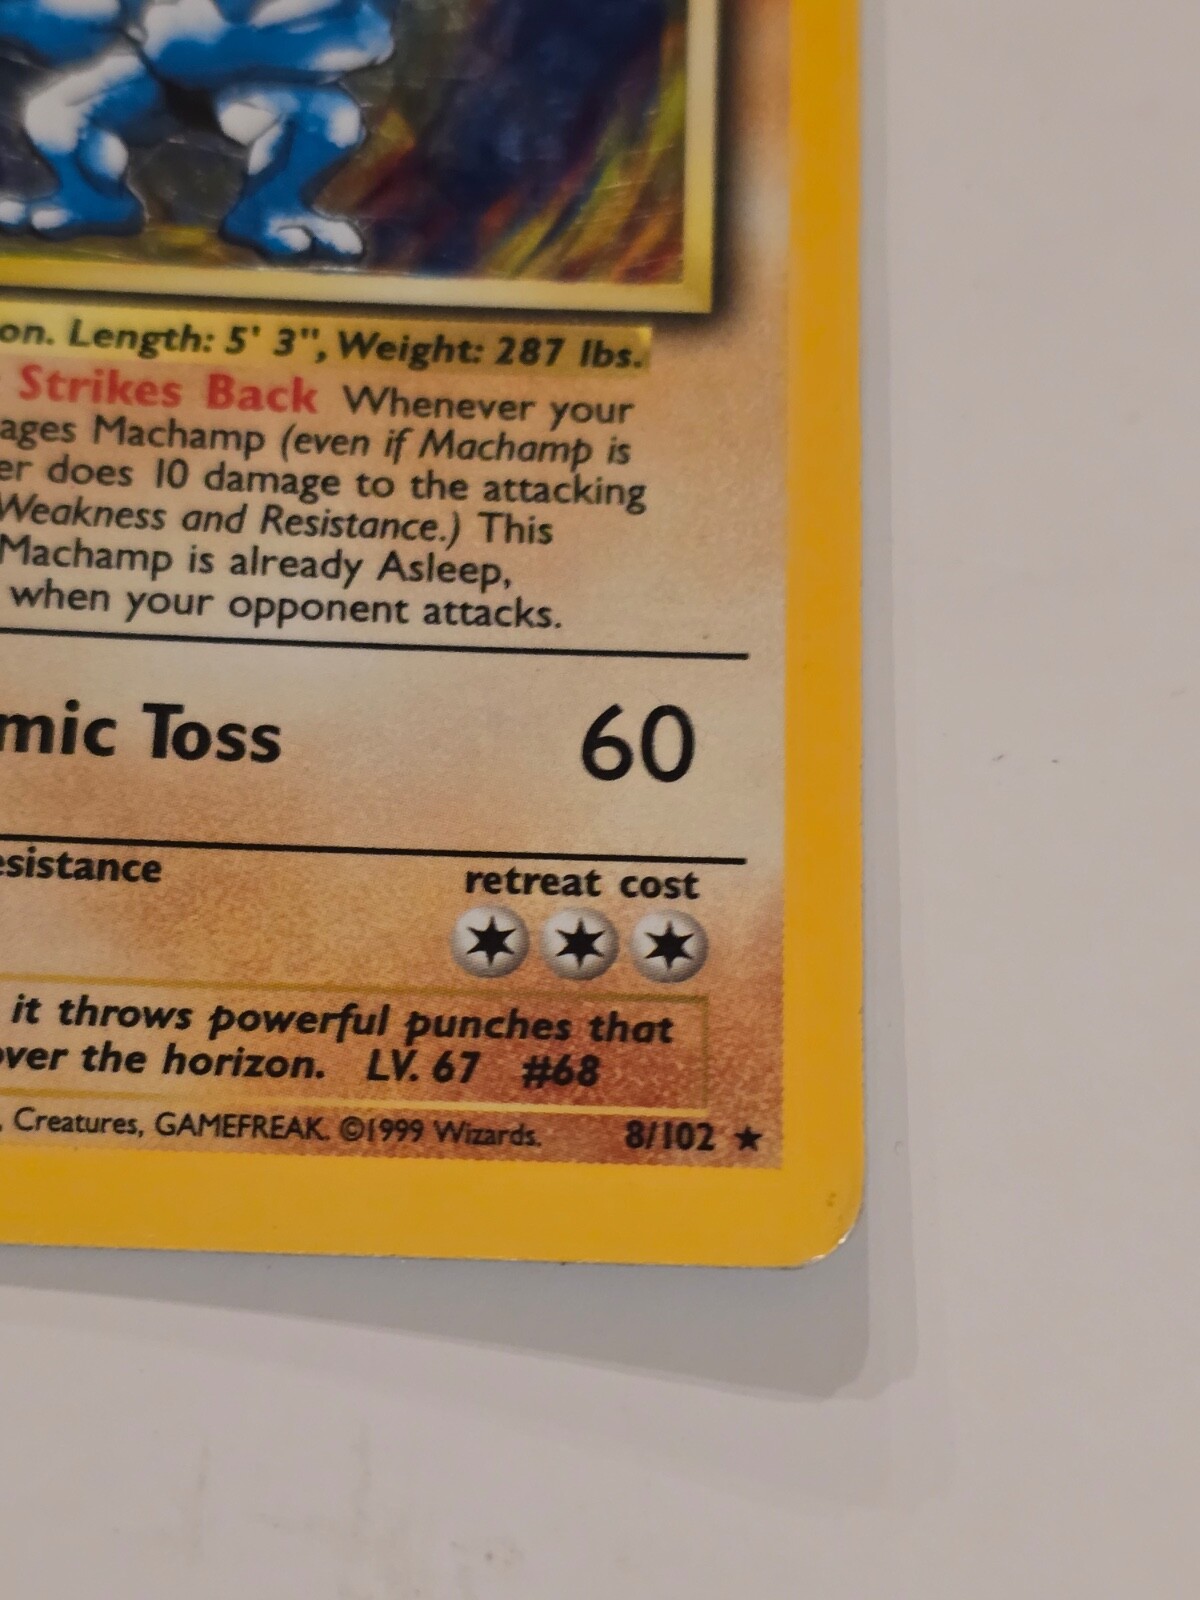 on. Length: 5' 3", Weight: 287 lbs.
Strikes Back Whenever your
ages Machamp (even if Machamp is
er does 10 damage to the attacking
Weakness and Resistance.) This
Machamp is already Asleep,
when your opponent attacks.
mic Toss 60
esistance
retreat cost
it throws powerful punches that
over the horizon. LV. 67 #68
, Creatures, GAMEFREAK. ©1999 Wizards. 8/102 ★